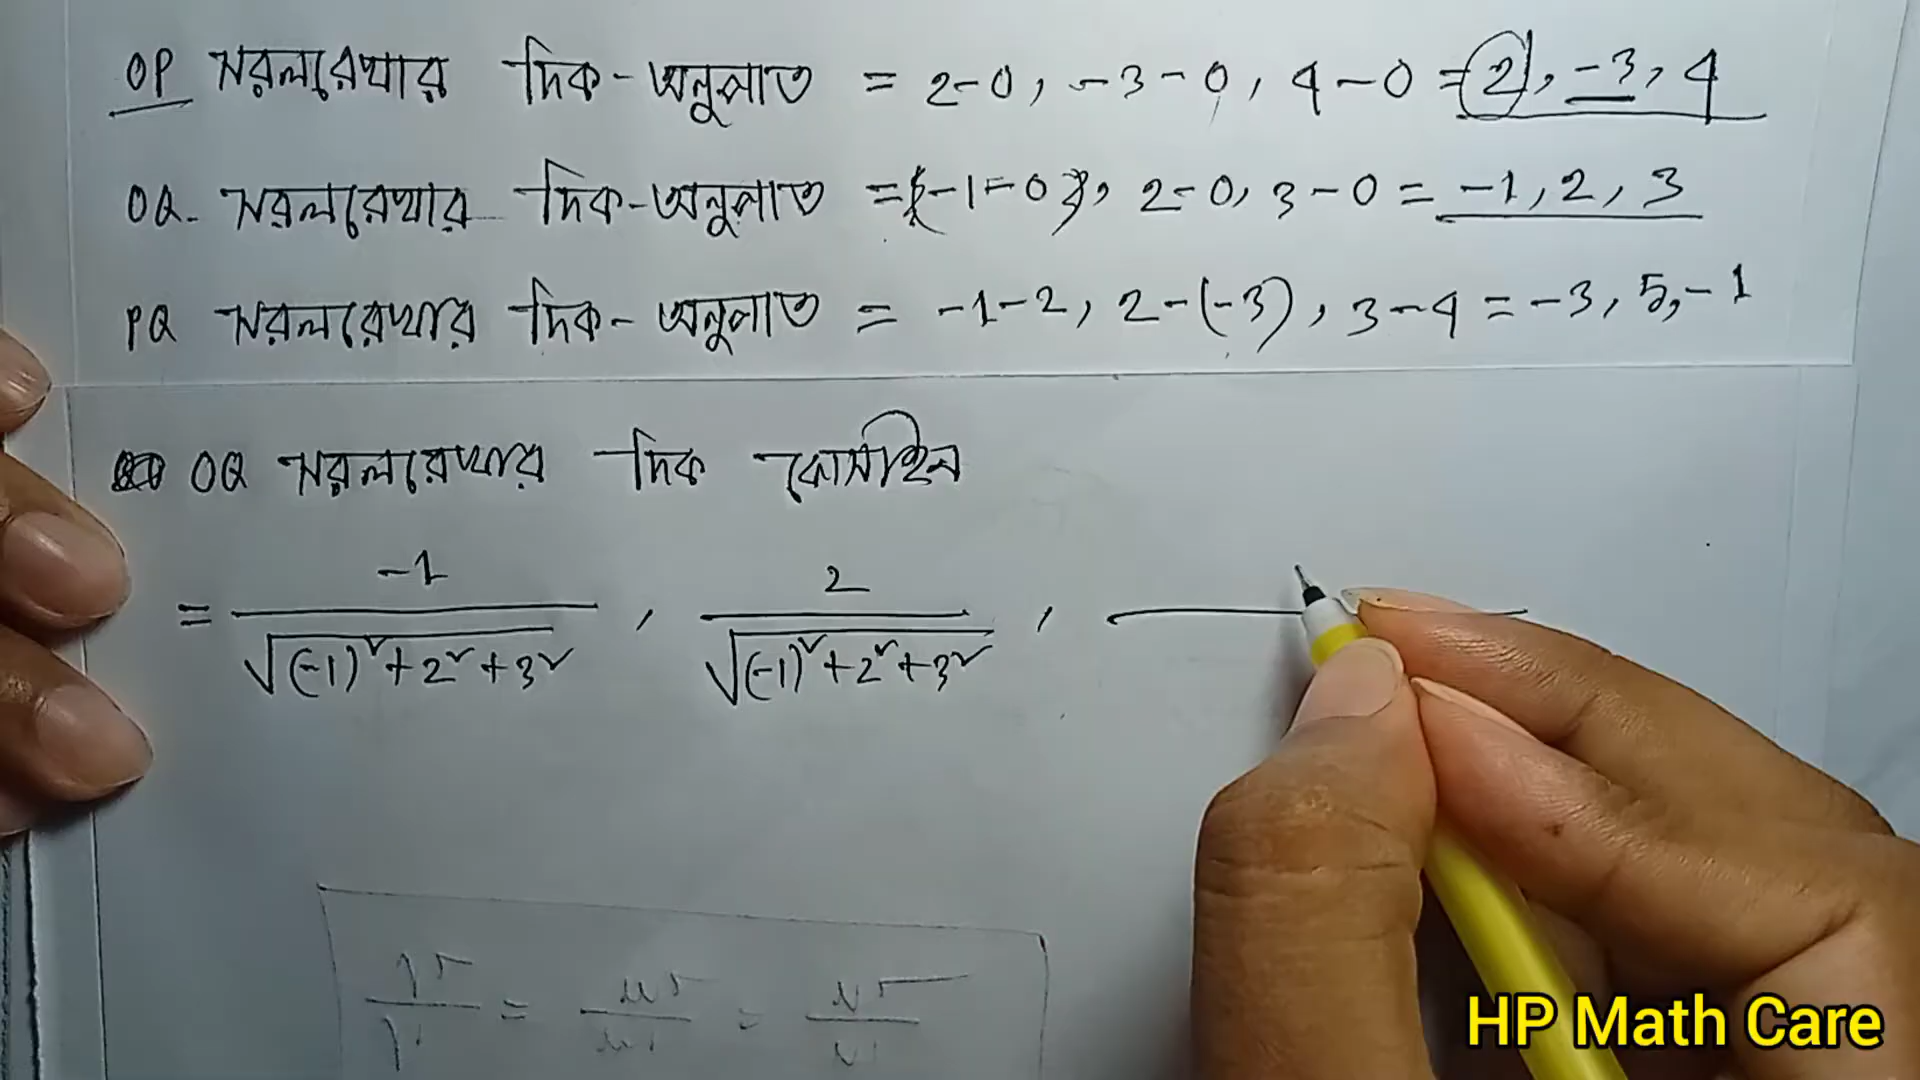 OP সরলরেখার দিক-অনুপাত = 2-0, -3-0, 4-0 = 2, -3, 4
OQ সরলরেখার দিক-অনুপাত = (-1-0), 2-0, 3-0 = -1, 2, 3
PQ সরলরেখার দিক-অনুপাত = -1-2, 2-(-3), 3-4 = -3, 5, -1
OQ সরলরেখার দিক কোসাইন
= -1/√(-1)²+2²+3² , 2/√(-1)²+2²+3² ,
HP Math Care